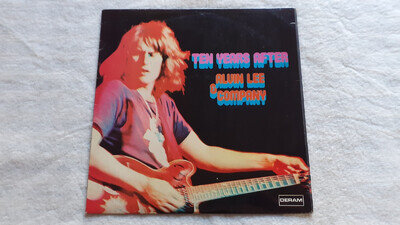 TEN YEARS AFTER
ALVIN LEE
& COMPANY
DERAM